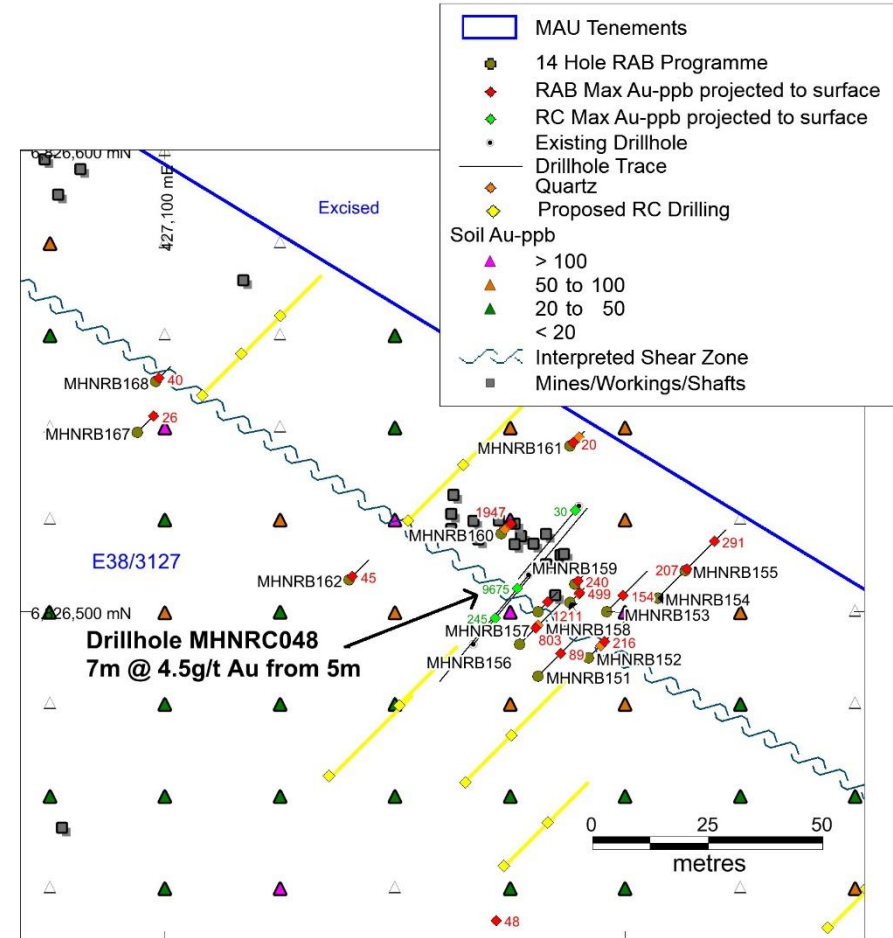 MAU Tenements
14 Hole RAB Programme
RAB Max Au-ppb projected to surface
RC Max Au-ppb projected to surface
Existing Drillhole
Drillhole Trace
Quartz
Proposed RC Drilling
Soil Au-ppb
> 100
50 to 100
20 to 50
< 20
Interpreted Shear Zone
Mines/Workings/Shafts
6,826,600 mN
427,100 mE
Excised
MHNRB168
40
26
MHNRB167
MHNRB161
20
1947
30
MHNRB160
291
E38/3127
MHNRB162
45
MHNRB159
9675
240
207
MHNRB155
499
154
MHNRB154
6,826,500 mN
245
1211
MHNRB153
Drillhole MHNRC048
7m @ 4.5g/t Au from 5m
MHNRB157
MHNRB158
803
216
MHNRB156
89
MHNRB152
MHNRB151
0 25 50
metres
48